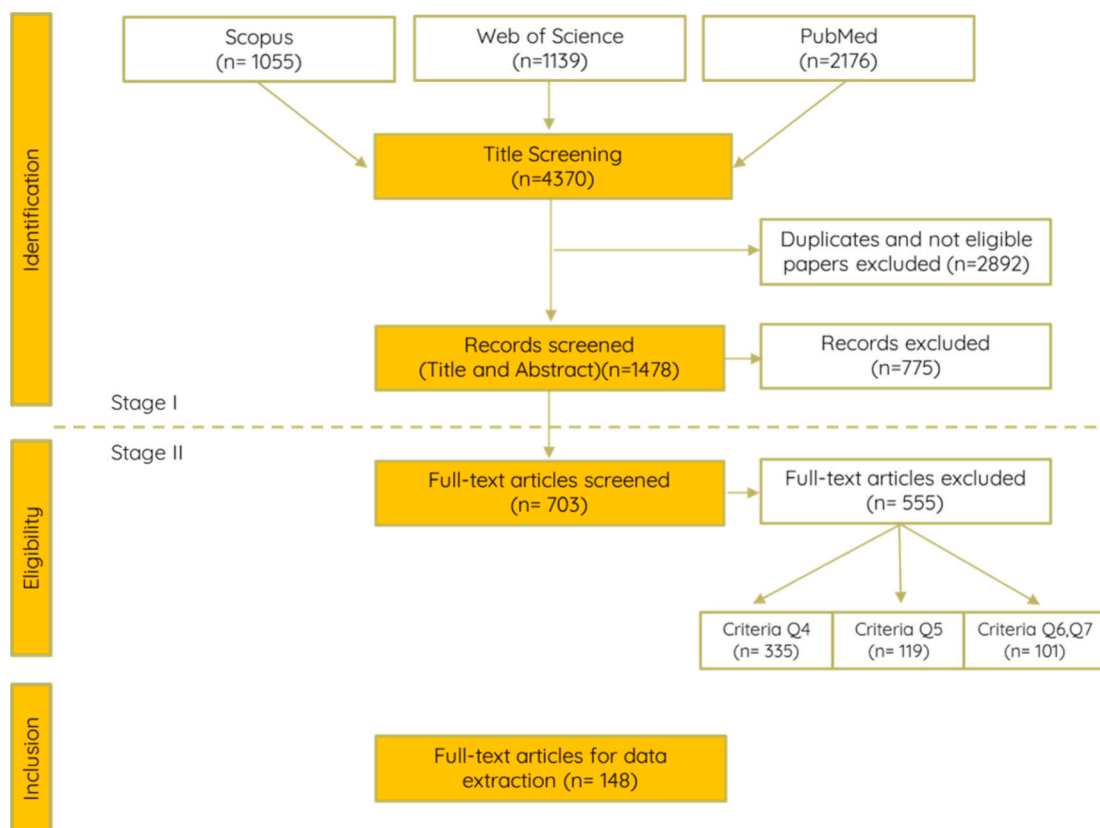 Identification
Scopus
(n= 1055)
Web of Science
(n=1139)
PubMed
(n=2176)
Title Screening
(n=4370)
Duplicates and not eligible
papers excluded (n=2892)
Records screened
(Title and Abstract)(n=1478)
Records excluded
(n=775)
Stage I
Stage II
Eligibility
Full-text articles screened
(n= 703)
Full-text articles excluded
(n= 555)
Criteria Q4
(n= 335)
Criteria Q5
(n= 119)
Criteria Q6,Q7
(n= 101)
Inclusion
Full-text articles for data
extraction (n= 148)